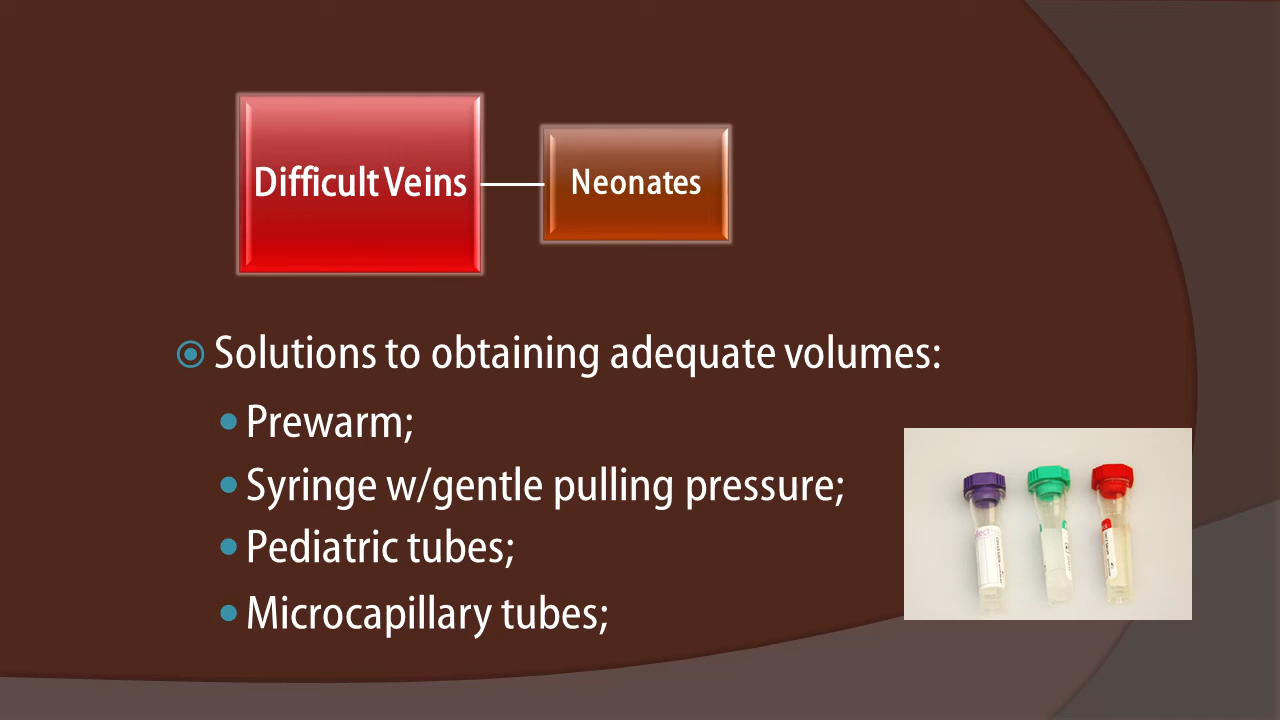 Difficult Veins
Neonates
Solutions to obtaining adequate volumes:
Prewarm;
Syringe w/gentle pulling pressure;
Pediatric tubes;
Microcapillary tubes;